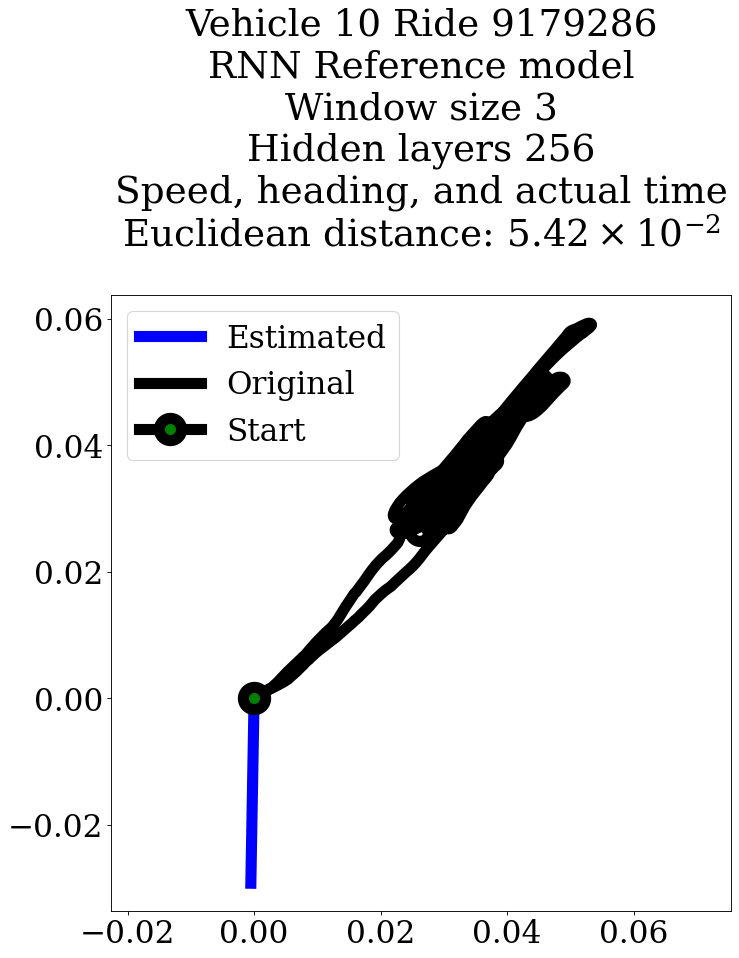 Vehicle 10 Ride 9179286
RNN Reference model
Window size 3
Hidden layers 256
Speed, heading, and actual time
Euclidean distance: 5.42 × 10⁻²
0.06
0.04
0.02
0.00
−0.02
Estimated
Original
Start
−0.02 0.00 0.02 0.04 0.06